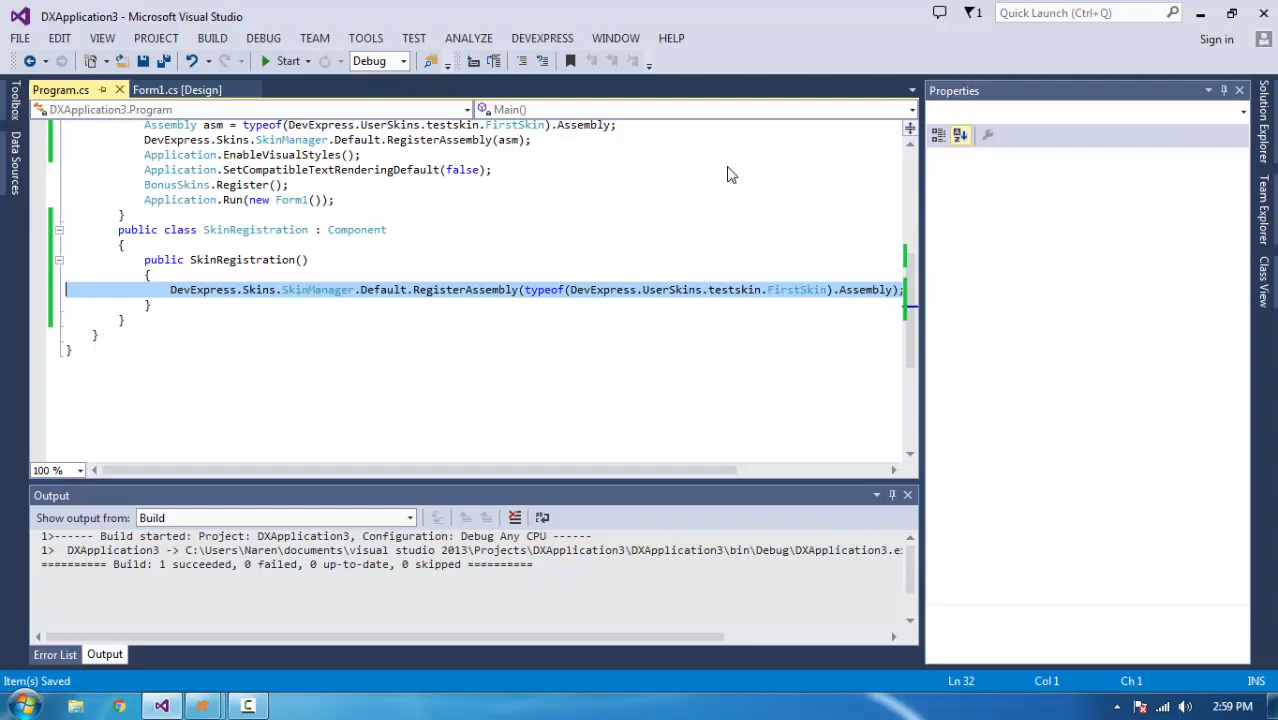 DXApplication3 - Microsoft Visual Studio
1
Quick Launch (Ctrl+Q)
FILE EDIT VIEW PROJECT BUILD DEBUG TEAM TOOLS TEST ANALYZE DEVEXPRESS WINDOW HELP
Sign in
Start
Debug
Toolbox
Data Sources
Program.cs
Form1.cs [Design]
DXApplication3.Program
Main()
Assembly asm = typeof(DevExpress.UserSkins.testskin.FirstSkin).Assembly;
DevExpress.Skins.SkinManager.Default.RegisterAssembly(asm);
Application.EnableVisualStyles();
Application.SetCompatibleTextRenderingDefault(false);
BonusSkins.Register();
Application.Run(new Form1());
}
public class SkinRegistration : Component
{
public SkinRegistration()
{
DevExpress.Skins.SkinManager.Default.RegisterAssembly(typeof(DevExpress.UserSkins.testskin.FirstSkin).Assembly);
}
}
}
}
100 %
Output
Show output from: Build
1>------ Build started: Project: DXApplication3, Configuration: Debug Any CPU ------
1>  DXApplication3 -> C:\Users\Naren\documents\visual studio 2013\Projects\DXApplication3\DXApplication3\bin\Debug\DXApplication3.e
========== Build: 1 succeeded, 0 failed, 0 up-to-date, 0 skipped ==========
Error List
Output
Properties
Solution Explorer
Team Explorer
Class View
Item(s) Saved
Ln 32
Col 1
Ch 1
INS
2:59 PM